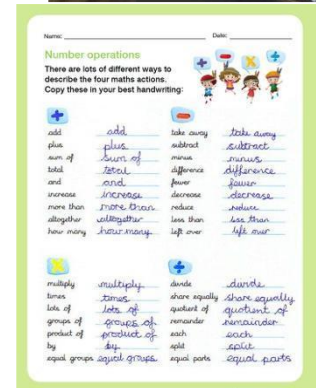 Name: Date:
Number operations
There are lots of different ways to
describe the four maths actions.
Copy these in your best handwriting:
+ - × ÷
+
add add
plus plus
sum of sum of
total total
and and
increase increase
more than more than
altogether altogether
how many how many
-
take away take away
subtract subtract
minus minus
difference difference
fewer fewer
decrease decrease
reduce reduce
less than less than
left over left over
×
multiply multiply
times times
lots of lots of
groups of groups of
product of product of
by by
equal groups equal groups
÷
divide divide
share equally share equally
quotient of quotient of
remainder remainder
each each
split split
equal parts equal parts